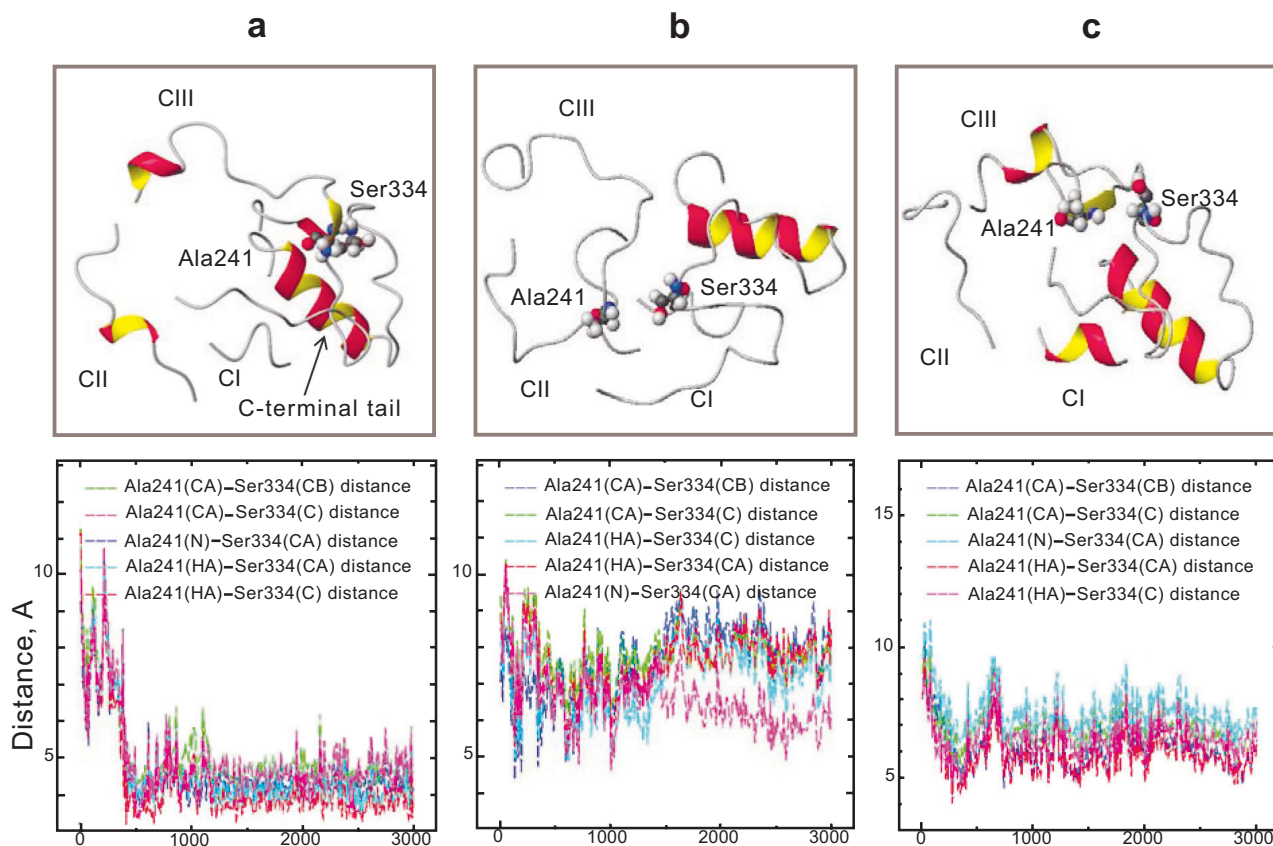 a
b
c
CIII
Ser334
Ala241
CII
CI
C-terminal tail
CIII
Ala241
Ser334
CII
CI
CIII
Ser334
Ala241
CII
CI
Distance, A
10
5
Ala241(CA)–Ser334(CB) distance
Ala241(CA)–Ser334(C) distance
Ala241(N)–Ser334(CA) distance
Ala241(HA)–Ser334(CA) distance
Ala241(HA)–Ser334(C) distance
0
1000
2000
3000
10
5
Ala241(CA)–Ser334(CB) distance
Ala241(CA)–Ser334(C) distance
Ala241(HA)–Ser334(C) distance
Ala241(HA)–Ser334(CA) distance
Ala241(N)–Ser334(CA) distance
0
1000
2000
3000
15
10
5
Ala241(CA)–Ser334(CB) distance
Ala241(CA)–Ser334(C) distance
Ala241(N)–Ser334(CA) distance
Ala241(HA)–Ser334(CA) distance
Ala241(HA)–Ser334(C) distance
0
1000
2000
3000